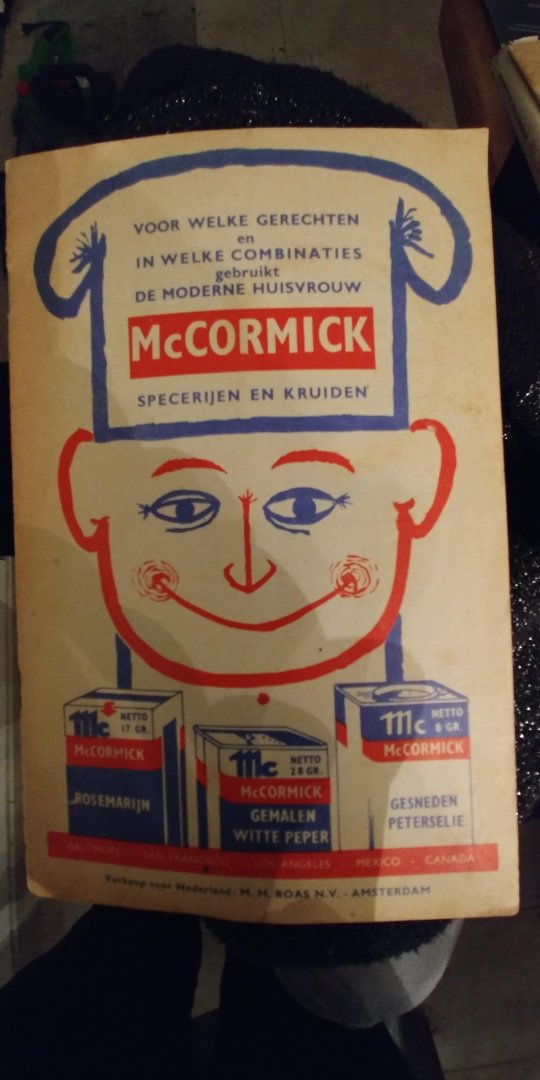 VOOR WELKE GERECHTEN
en
IN WELKE COMBINATIES
gebruikt
DE MODERNE HUISVROUW
McCORMICK
SPECERIJEN EN KRUIDEN
Mc NETTO
17 GR.
McCORMICK
ROSEMARIJN
Mc NETTO
28 GR.
McCORMICK
GEMALEN
WITTE PEPER
Mc NETTO
8 GR.
McCORMICK
GESNEDEN
PETERSELIE
BALTIMORE - SAN FRANCISCO - LOS ANGELES - MEXICO - CANADA
Verkoop voor Nederland: M. H. BOAS N.V. - AMSTERDAM